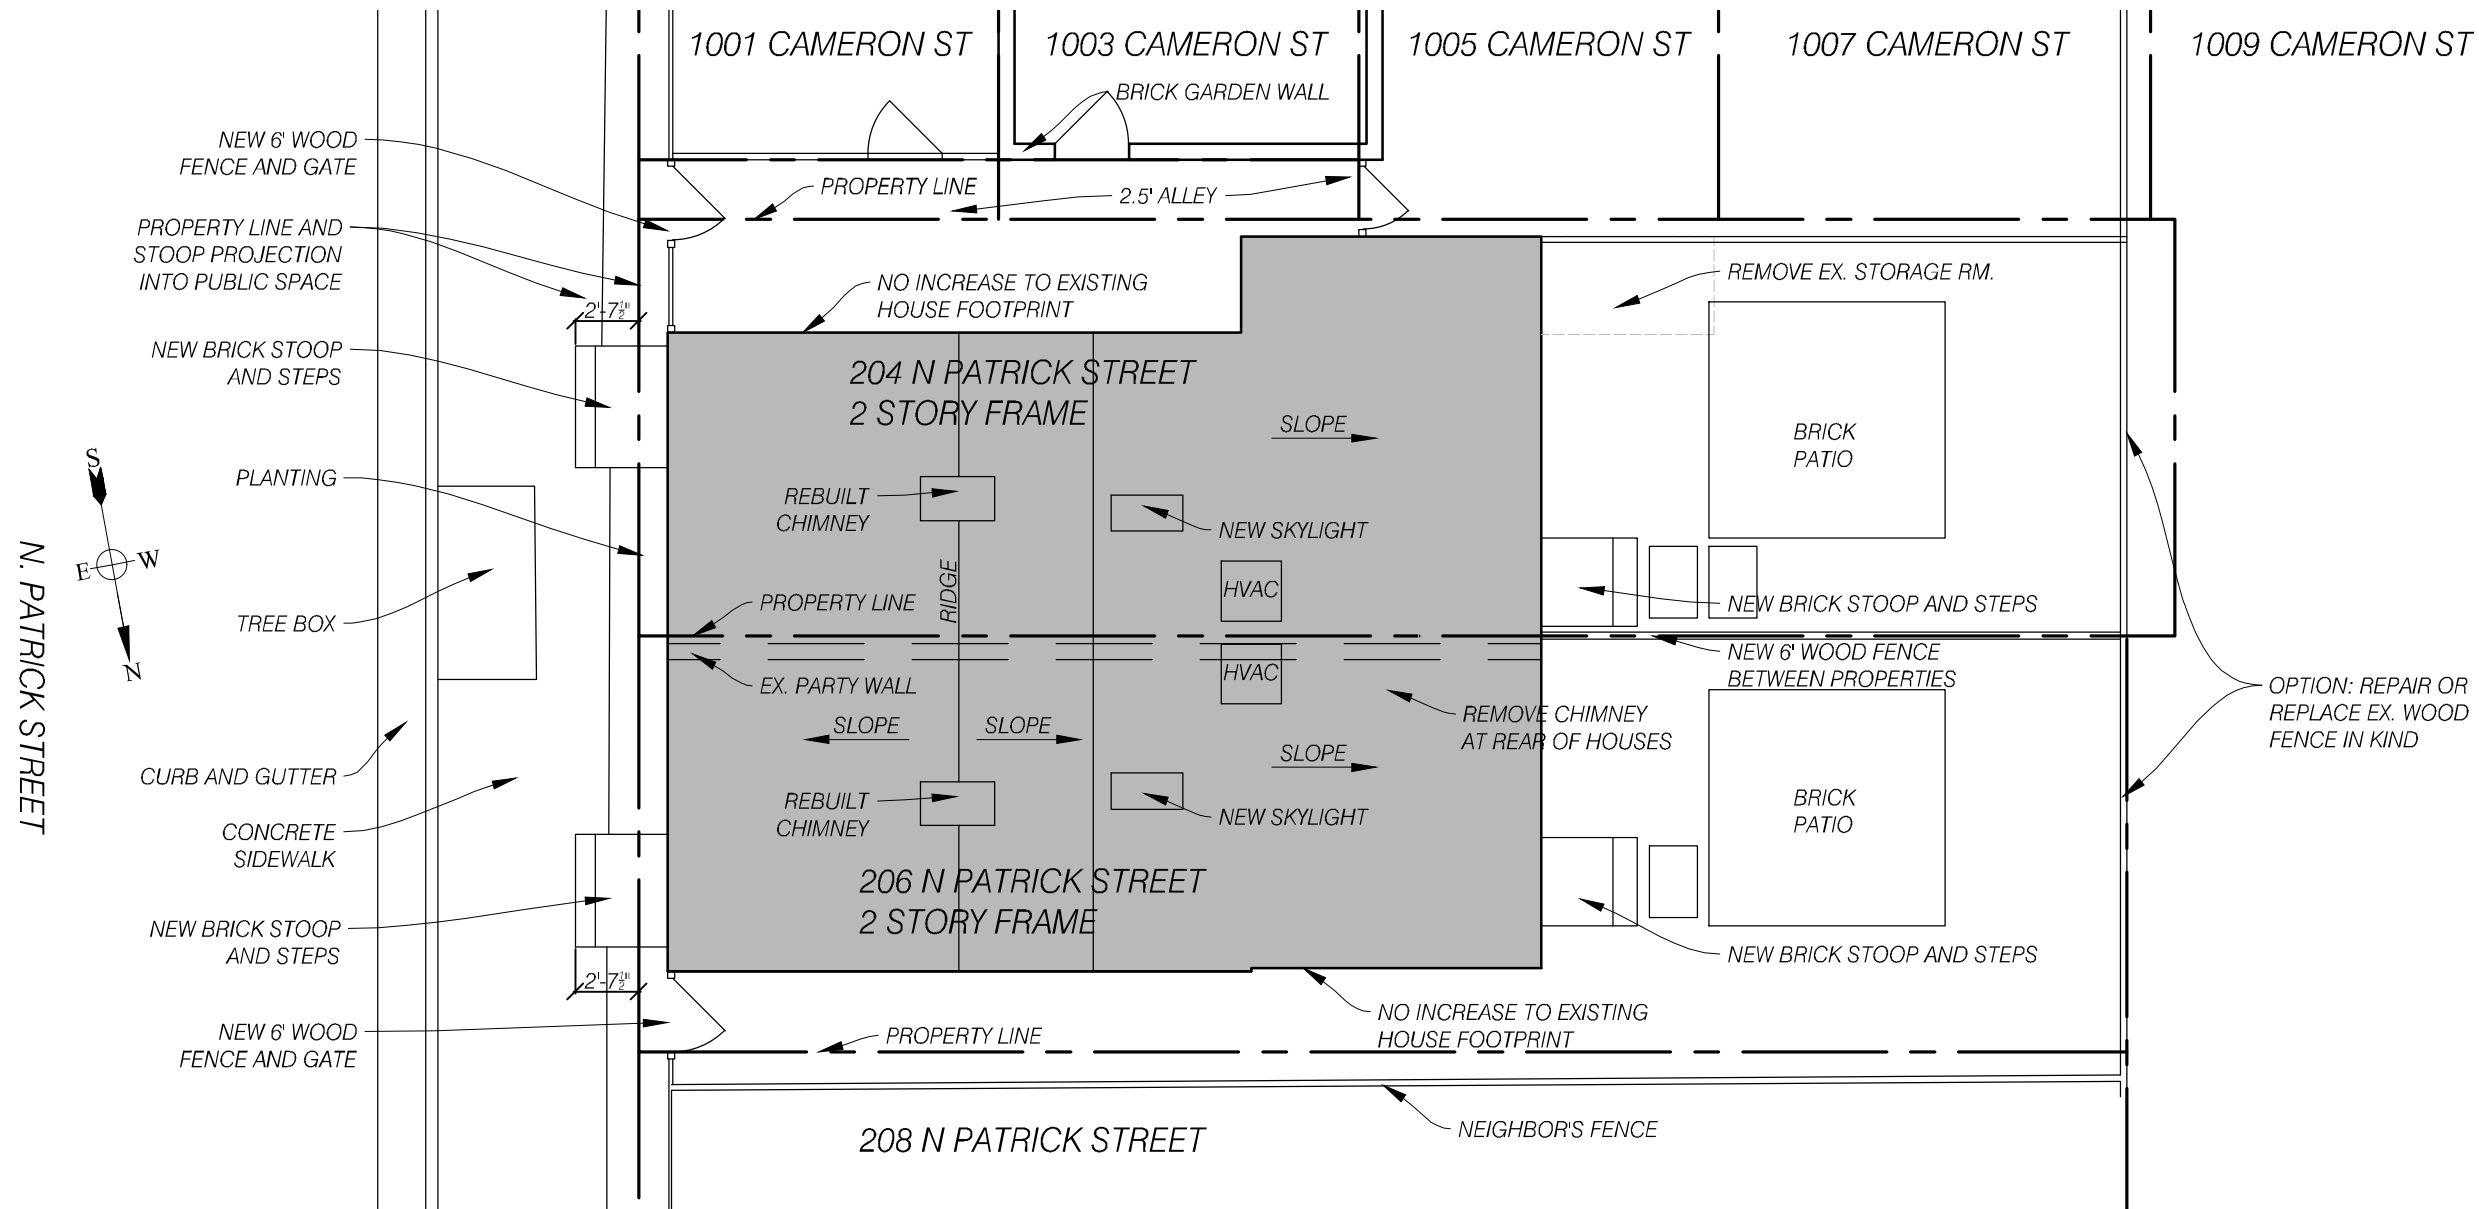 1001 CAMERON ST
1003 CAMERON ST
1005 CAMERON ST
1007 CAMERON ST
1009 CAMERON ST
BRICK GARDEN WALL
NEW 6' WOOD
FENCE AND GATE
PROPERTY LINE
2.5' ALLEY
PROPERTY LINE AND
STOOP PROJECTION
INTO PUBLIC SPACE
NO INCREASE TO EXISTING
HOUSE FOOTPRINT
REMOVE EX. STORAGE RM.
2'-7 1/2"
NEW BRICK STOOP
AND STEPS
204 N PATRICK STREET
2 STORY FRAME
SLOPE
BRICK
PATIO
S
PLANTING
REBUILT
CHIMNEY
NEW SKYLIGHT
E
W
N
N. PATRICK STREET
RIDGE
HVAC
TREE BOX
PROPERTY LINE
NEW BRICK STOOP AND STEPS
HVAC
NEW 6' WOOD FENCE
BETWEEN PROPERTIES
EX. PARTY WALL
OPTION: REPAIR OR
REPLACE EX. WOOD
FENCE IN KIND
SLOPE
SLOPE
REMOVE CHIMNEY
AT REAR OF HOUSES
SLOPE
CURB AND GUTTER
REBUILT
CHIMNEY
NEW SKYLIGHT
BRICK
PATIO
CONCRETE
SIDEWALK
206 N PATRICK STREET
2 STORY FRAME
NEW BRICK STOOP
AND STEPS
NEW BRICK STOOP AND STEPS
2'-7 1/2"
NO INCREASE TO EXISTING
HOUSE FOOTPRINT
NEW 6' WOOD
FENCE AND GATE
PROPERTY LINE
208 N PATRICK STREET
NEIGHBOR'S FENCE